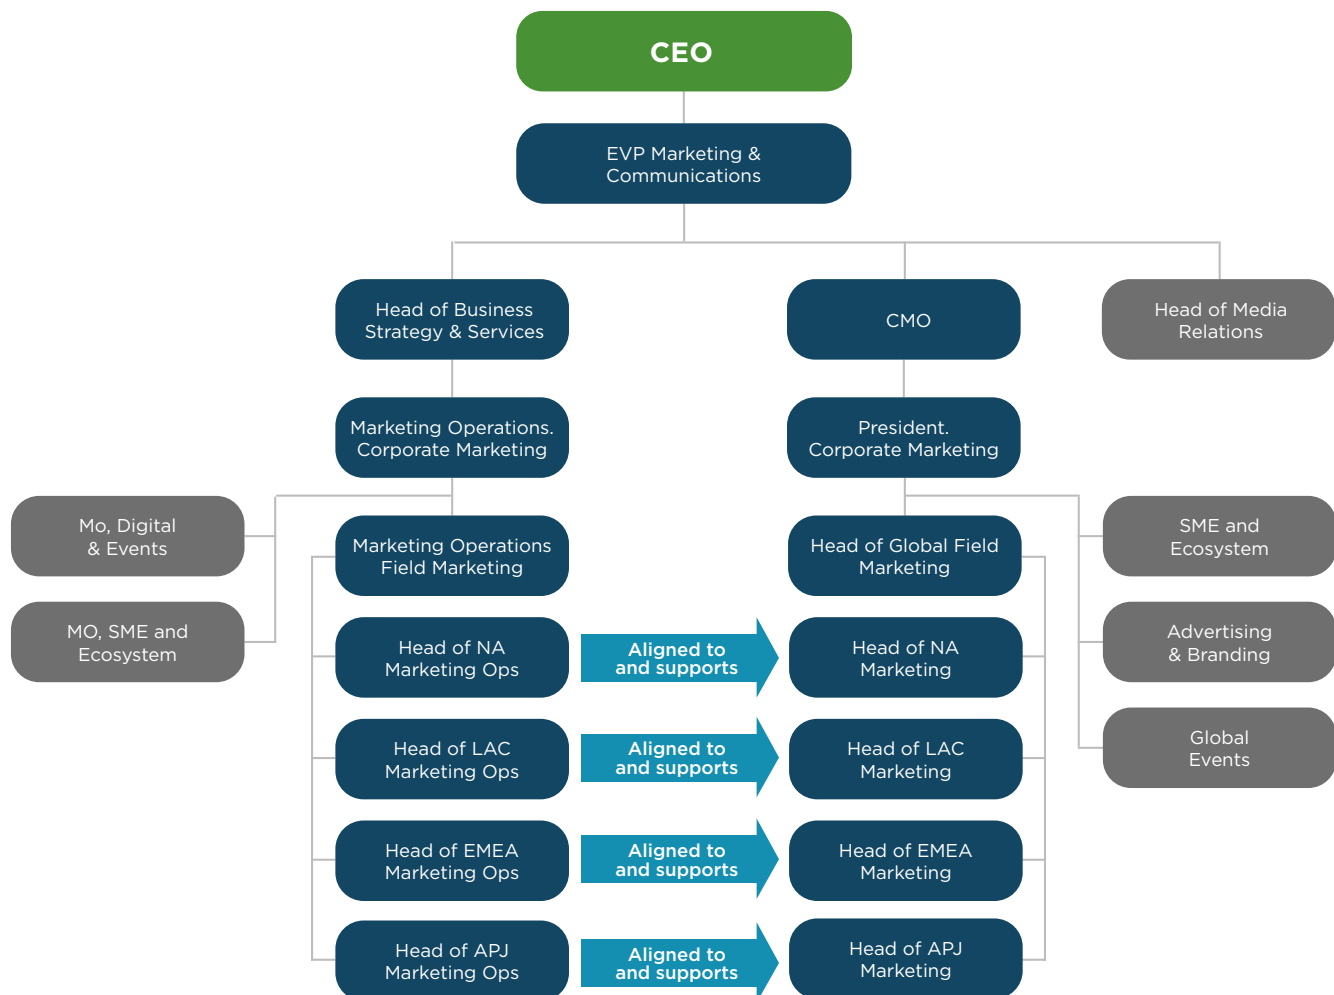 CEO
EVP Marketing &
Communications
Head of Business
Strategy & Services
CMO
Head of Media
Relations
Marketing Operations.
Corporate Marketing
President.
Corporate Marketing
Mo, Digital
& Events
Marketing Operations
Field Marketing
Head of Global Field
Marketing
SME and
Ecosystem
MO, SME and
Ecosystem
Head of NA
Marketing Ops
Aligned to
and supports
Head of NA
Marketing
Advertising
& Branding
Head of LAC
Marketing Ops
Aligned to
and supports
Head of LAC
Marketing
Global
Events
Head of EMEA
Marketing Ops
Aligned to
and supports
Head of EMEA
Marketing
Head of APJ
Marketing Ops
Aligned to
and supports
Head of APJ
Marketing